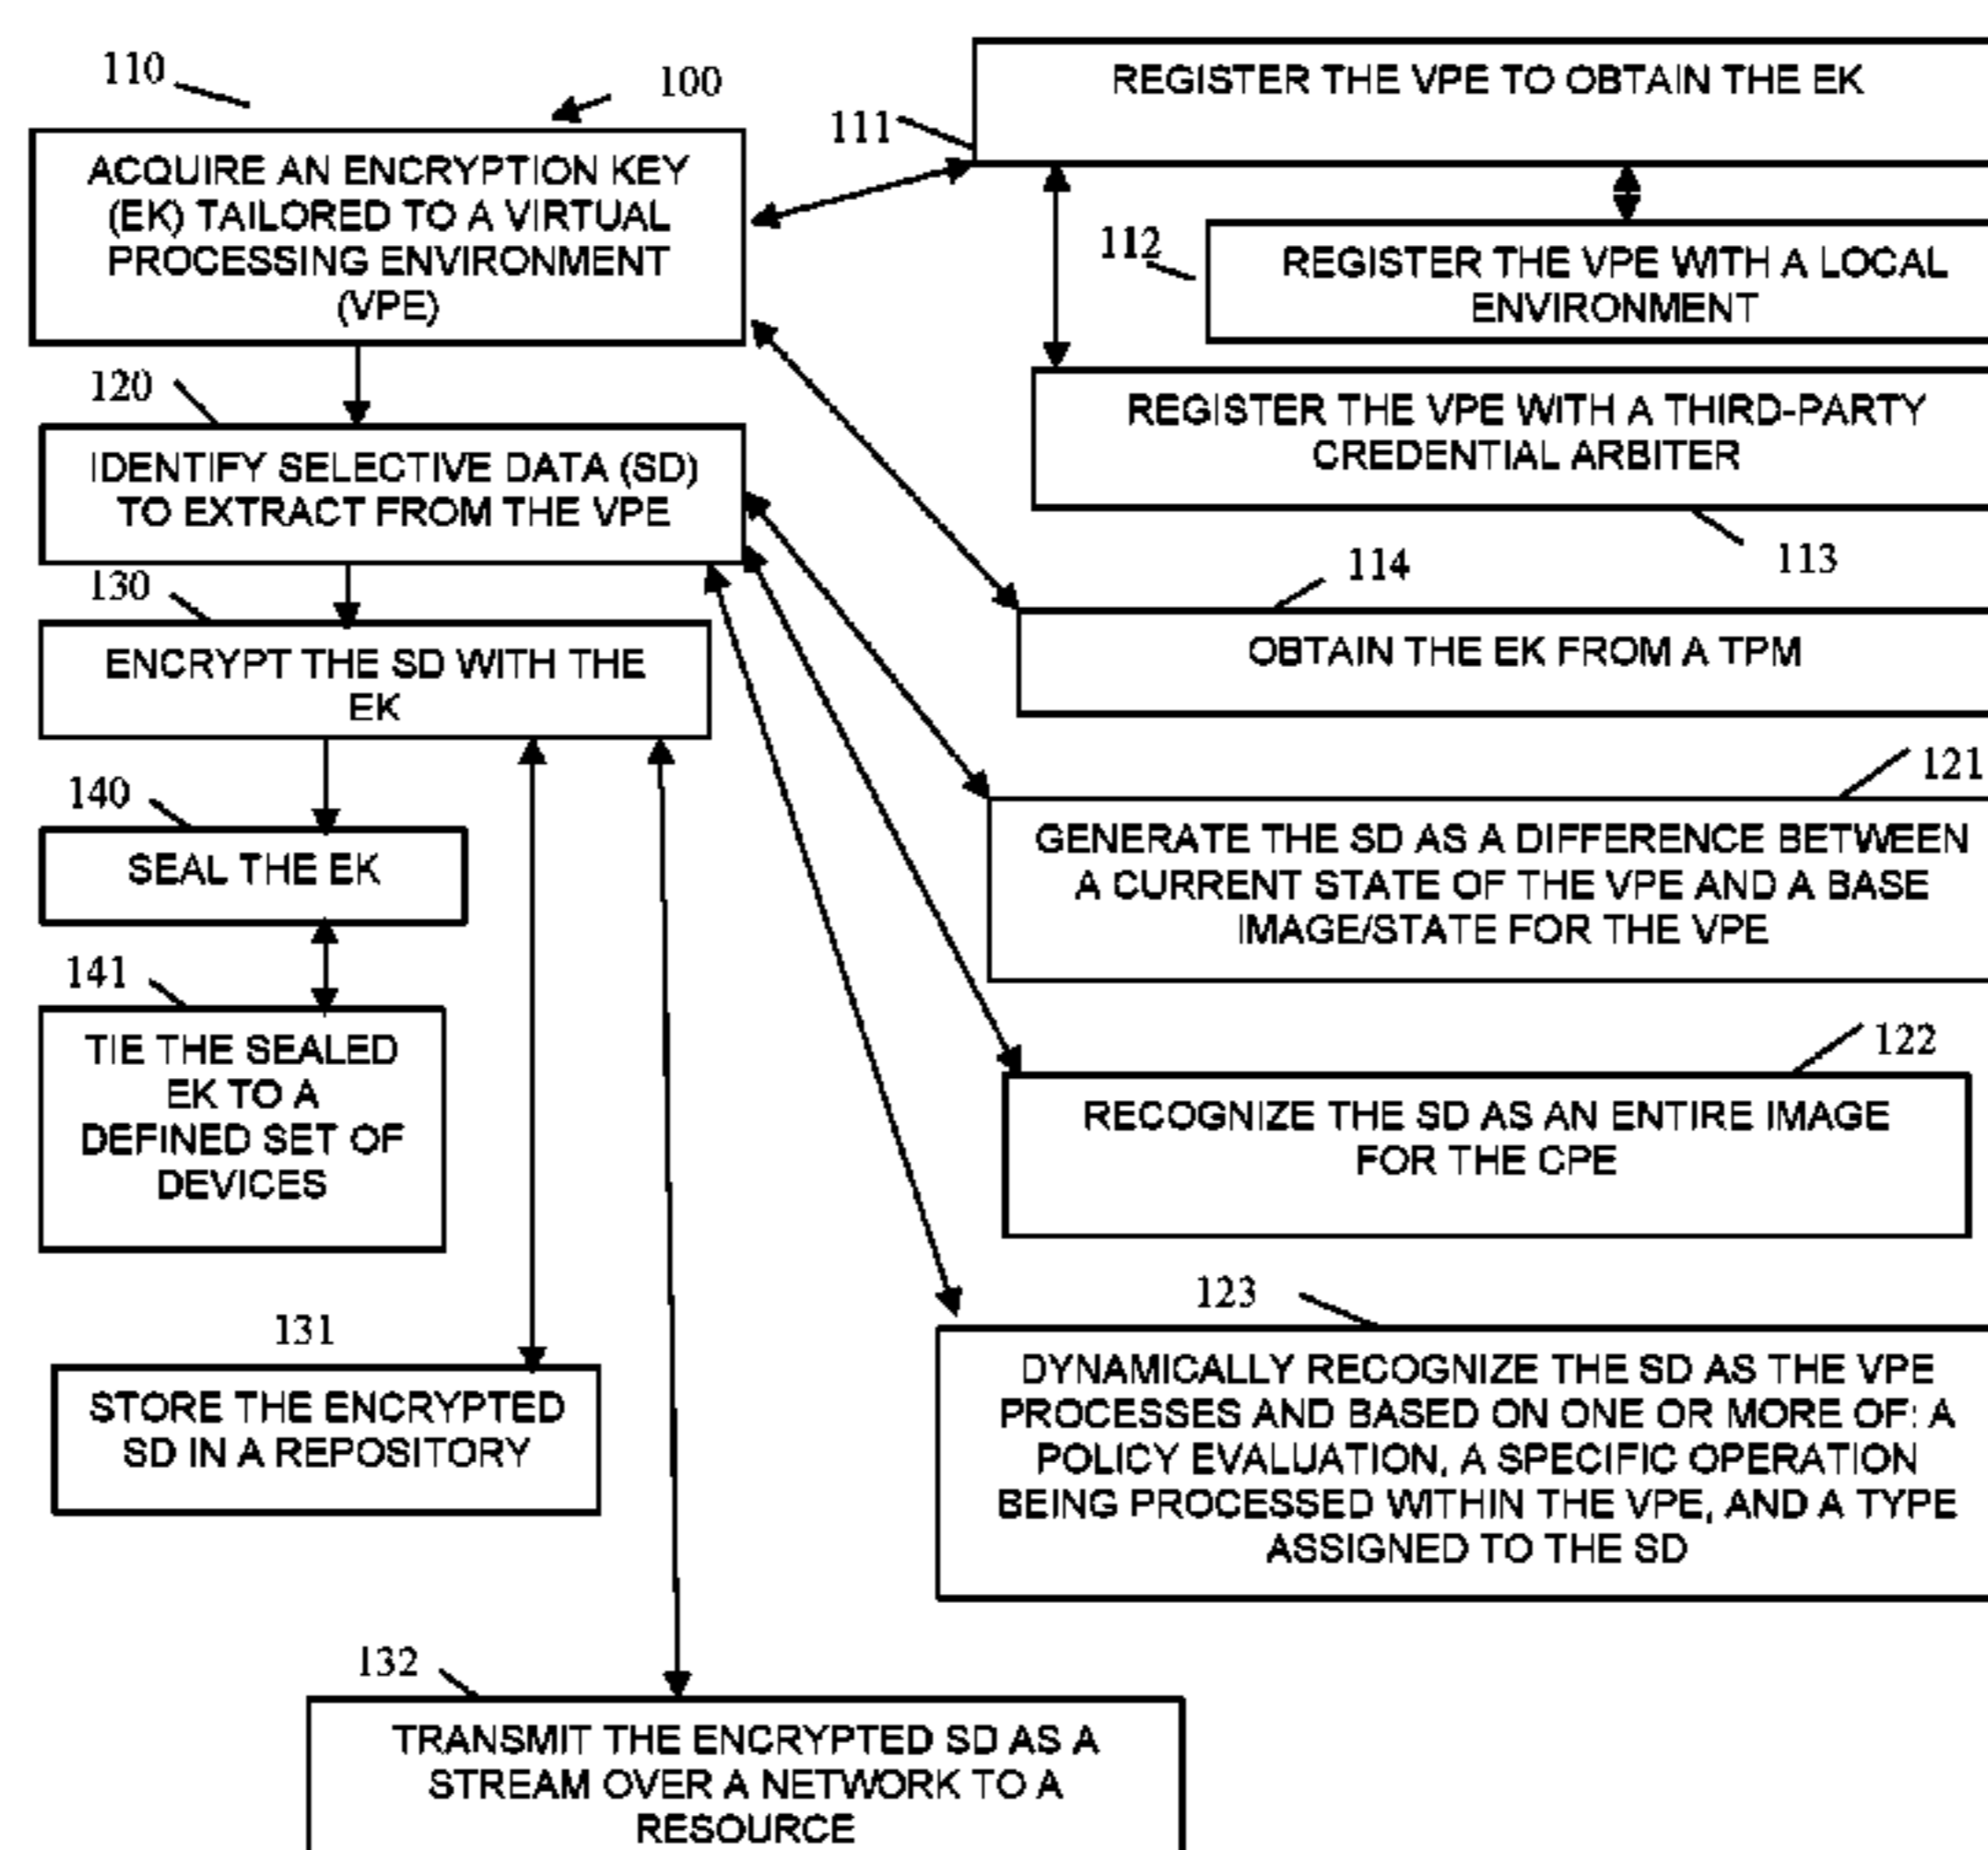 110
100
ACQUIRE AN ENCRYPTION KEY
(EK) TAILORED TO A VIRTUAL
PROCESSING ENVIRONMENT
(VPE)
111
REGISTER THE VPE TO OBTAIN THE EK
112
REGISTER THE VPE WITH A LOCAL
ENVIRONMENT
REGISTER THE VPE WITH A THIRD-PARTY
CREDENTIAL ARBITER
113
114
OBTAIN THE EK FROM A TPM
120
IDENTIFY SELECTIVE DATA (SD)
TO EXTRACT FROM THE VPE
121
GENERATE THE SD AS A DIFFERENCE BETWEEN
A CURRENT STATE OF THE VPE AND A BASE
IMAGE/STATE FOR THE VPE
122
RECOGNIZE THE SD AS AN ENTIRE IMAGE
FOR THE CPE
123
DYNAMICALLY RECOGNIZE THE SD AS THE VPE
PROCESSES AND BASED ON ONE OR MORE OF: A
POLICY EVALUATION, A SPECIFIC OPERATION
BEING PROCESSED WITHIN THE VPE, AND A TYPE
ASSIGNED TO THE SD
130
ENCRYPT THE SD WITH THE
EK
140
SEAL THE EK
141
TIE THE SEALED
EK TO A
DEFINED SET OF
DEVICES
131
STORE THE ENCRYPTED
SD IN A REPOSITORY
132
TRANSMIT THE ENCRYPTED SD AS A
STREAM OVER A NETWORK TO A
RESOURCE